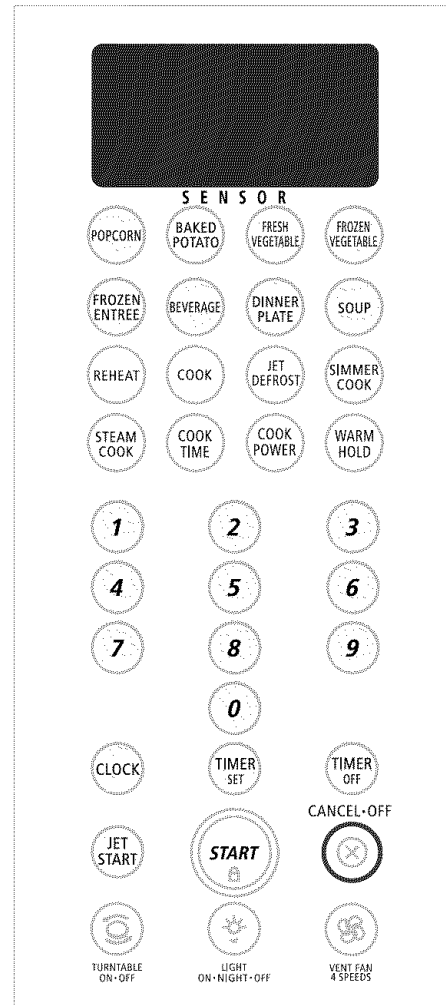 SENSOR
POPCORN
BAKED
POTATO
FRESH
VEGETABLE
FROZEN
VEGETABLE
FROZEN
ENTREE
BEVERAGE
DINNER
PLATE
SOUP
REHEAT
COOK
JET
DEFROST
SIMMER
COOK
STEAM
COOK
COOK
TIME
COOK
POWER
WARM
HOLD
1
2
3
4
5
6
7
8
9
0
CLOCK
TIMER
SET
TIMER
OFF
CANCEL•OFF
JET
START
START
TURNTABLE
ON•OFF
LIGHT
ON•NIGHT•OFF
VENT FAN
4 SPEEDS